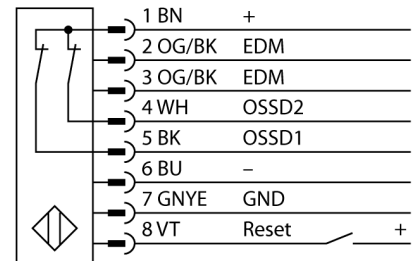 1 BN +
2 OG/BK EDM
3 OG/BK EDM
4 WH OSSD2
5 BK OSSD1
6 BU –
7 GNYE GND
8 VT Reset +